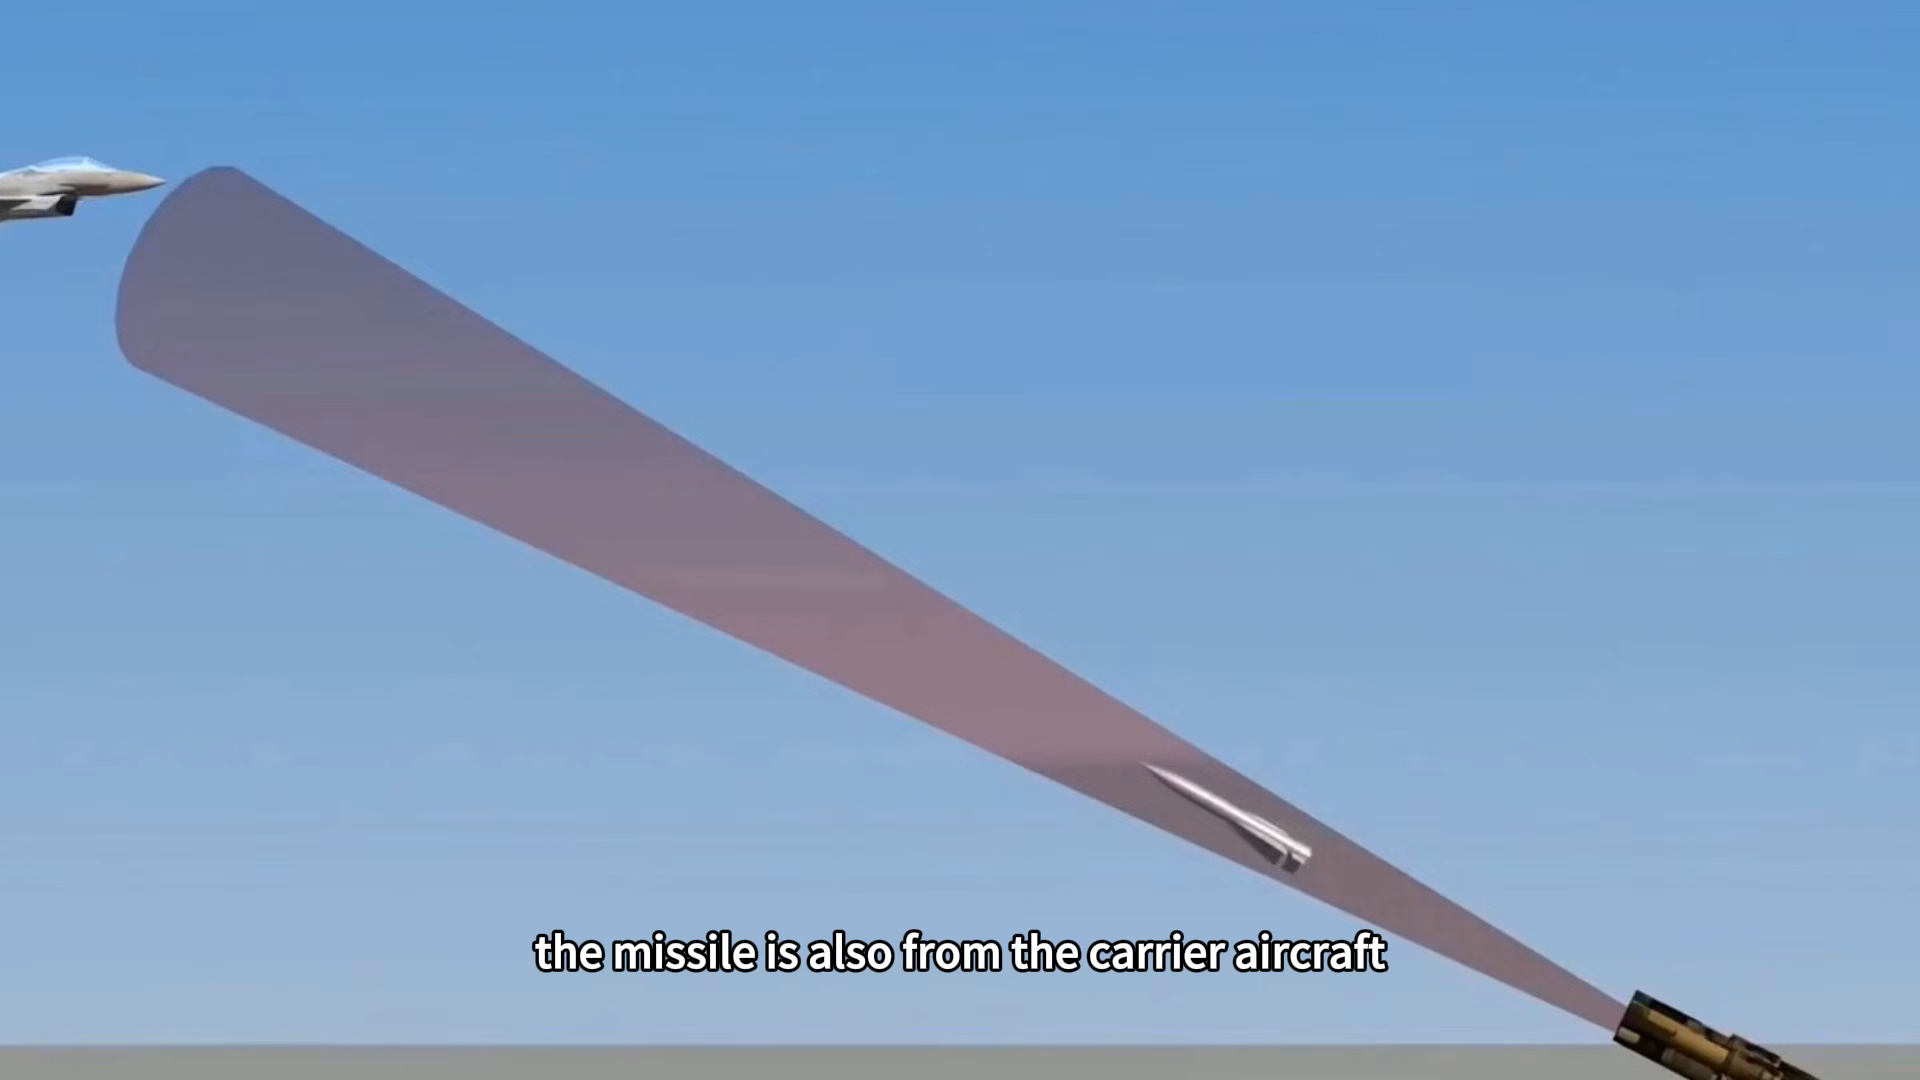 the missile is also from the carrier aircraft